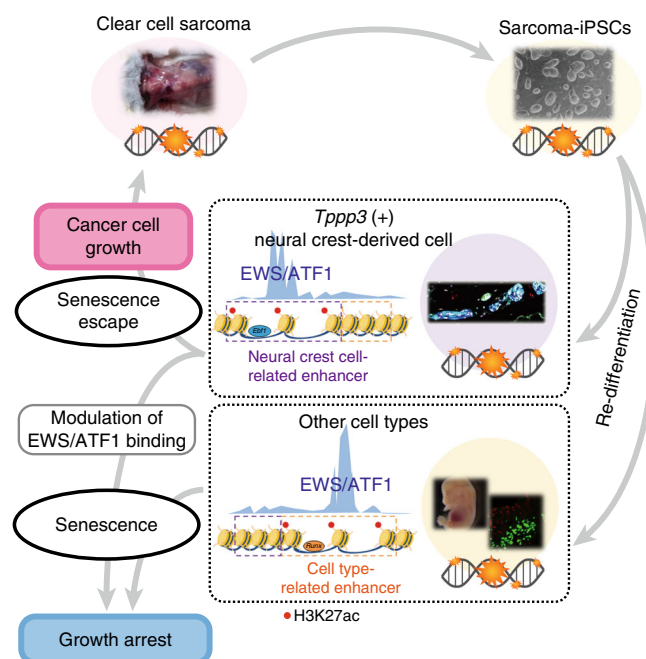 Clear cell sarcoma
Sarcoma-iPSCs
Cancer cell
growth
Senescence
escape
Modulation of
EWS/ATF1 binding
Senescence
Growth arrest
Tppp3 (+)
neural crest-derived cell
EWS/ATF1
Ebf1
Neural crest cell-
related enhancer
Other cell types
EWS/ATF1
Runx
Cell type-
related enhancer
H3K27ac
Re-differentiation